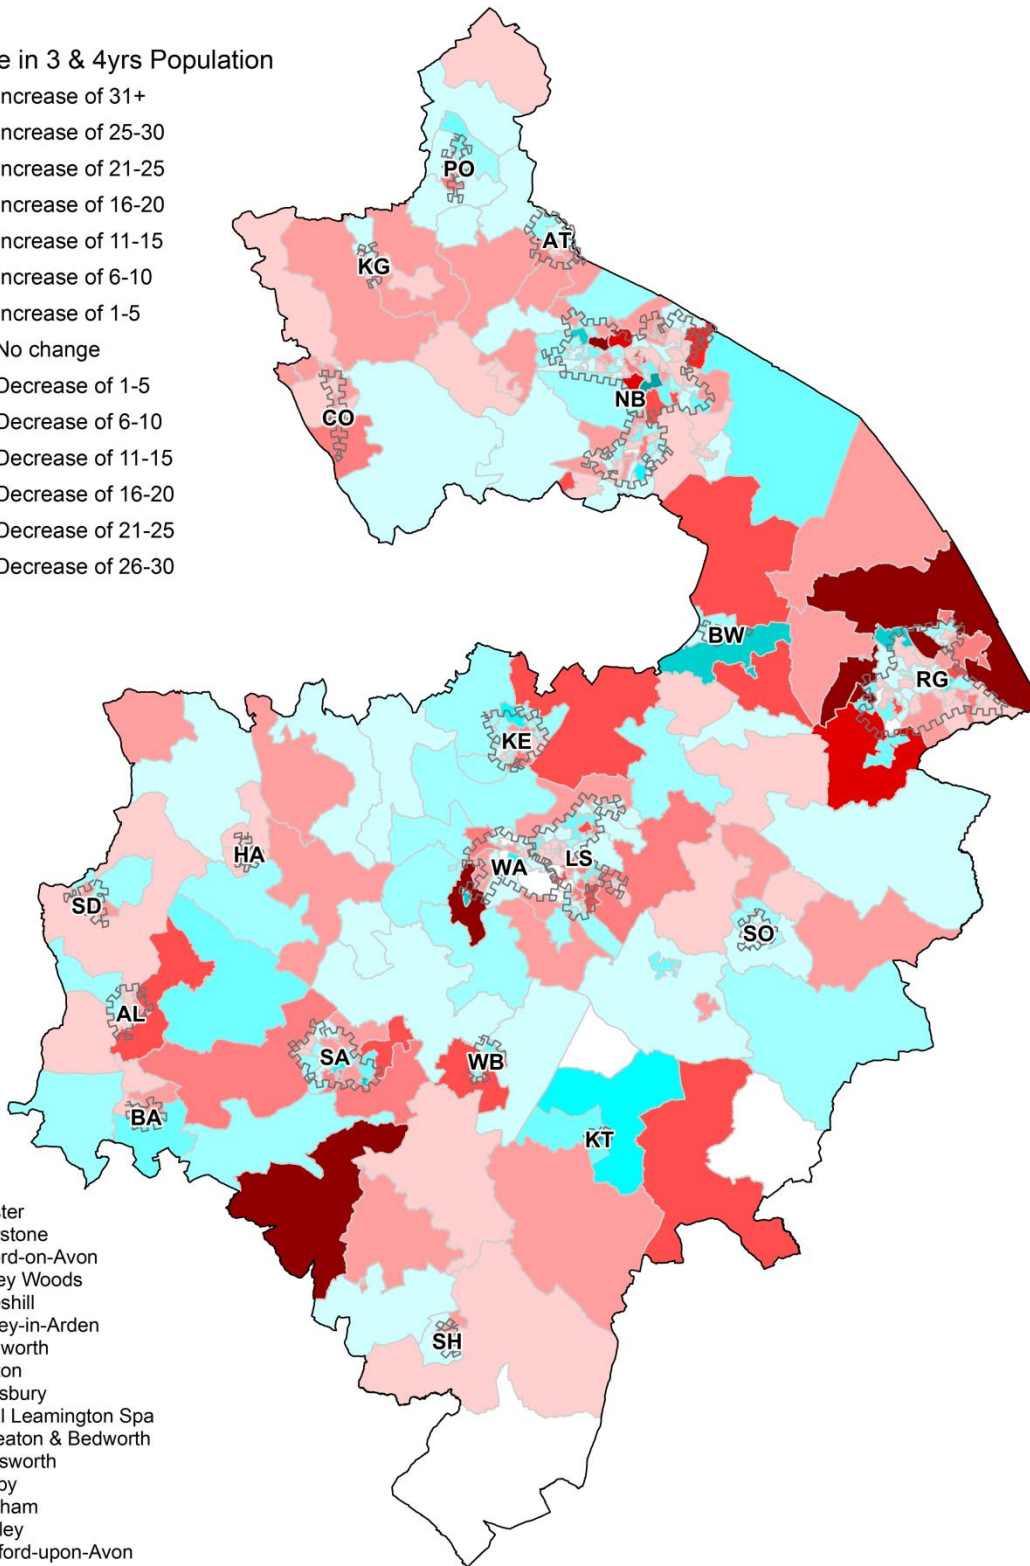 e in 3 & 4yrs Population
ncrease of 31+
ncrease of 25-30
ncrease of 21-25
ncrease of 16-20
ncrease of 11-15
ncrease of 6-10
ncrease of 1-5
No change
Decrease of 1-5
Decrease of 6-10
Decrease of 11-15
Decrease of 16-20
Decrease of 21-25
Decrease of 26-30
PO
AT
KG
CO
NB
BW
RG
KE
HA
WA
LS
SD
SO
AL
SA
WB
BA
KT
SH
ter
rstone
rd-on-Avon
ey Woods
eshill
ey-in-Arden
worth
ton
sbury
l Leamington Spa
eaton & Bedworth
sworth
by
ham
ley
ford-upon-Avon